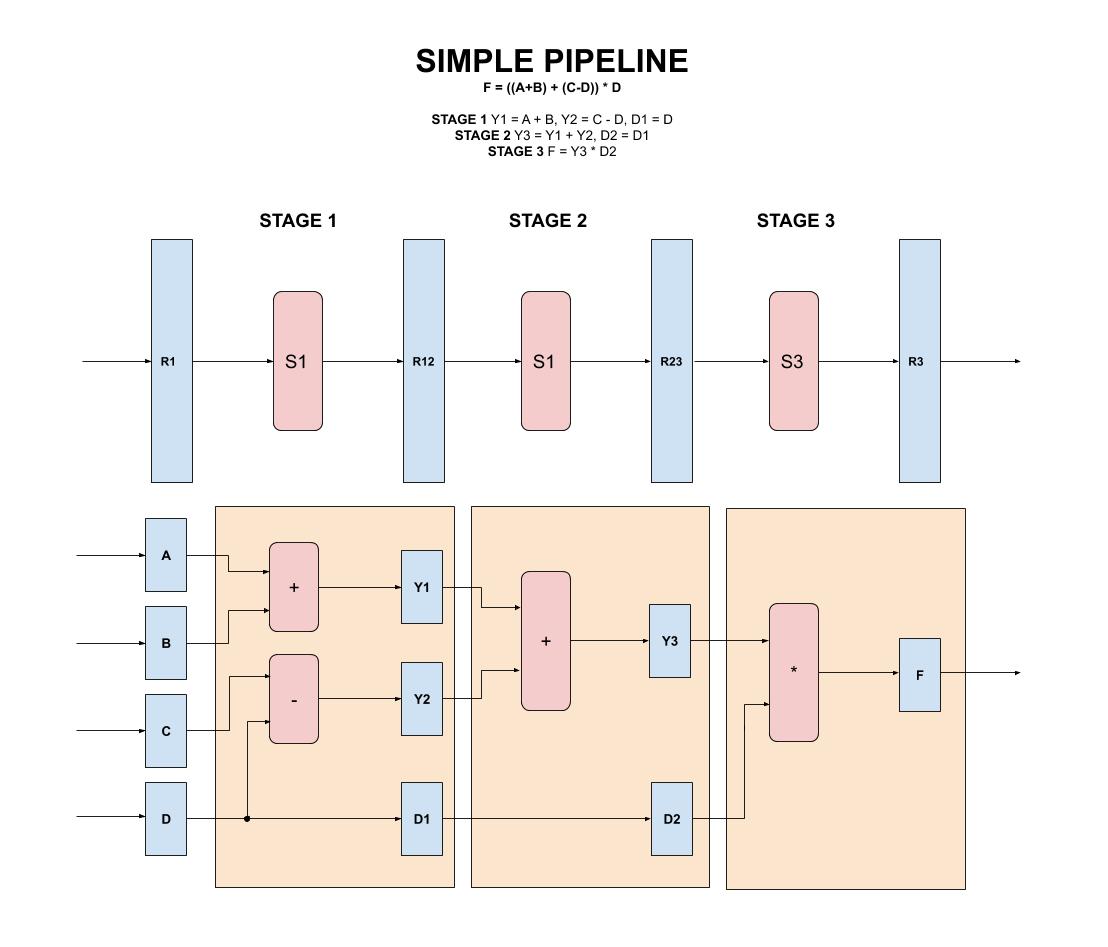 SIMPLE PIPELINE
F = ((A+B) + (C-D)) * D
STAGE 1 Y1 = A + B, Y2 = C - D, D1 = D
STAGE 2 Y3 = Y1 + Y2, D2 = D1
STAGE 3 F = Y3 * D2
STAGE 1 STAGE 2 STAGE 3
R1 S1 R12 S1 R23 S3 R3
A
+ Y1
B
+ Y3
* F
- Y2
C
D D1 D2